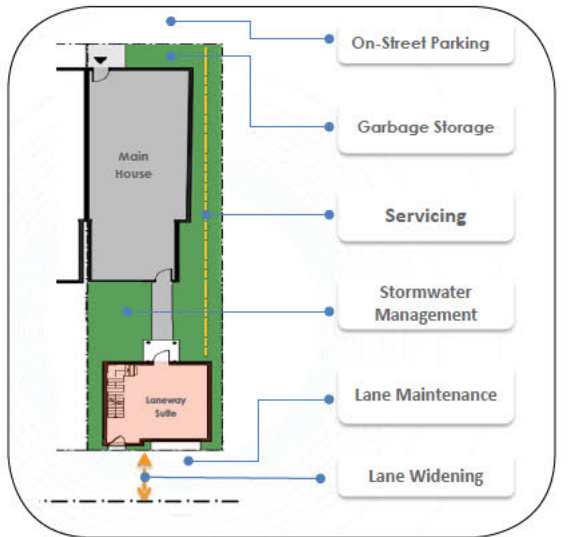 On-Street Parking
Garbage Storage
Main
House
Servicing
Stormwater
Management
Laneway
Suite
Lane Maintenance
Lane Widening